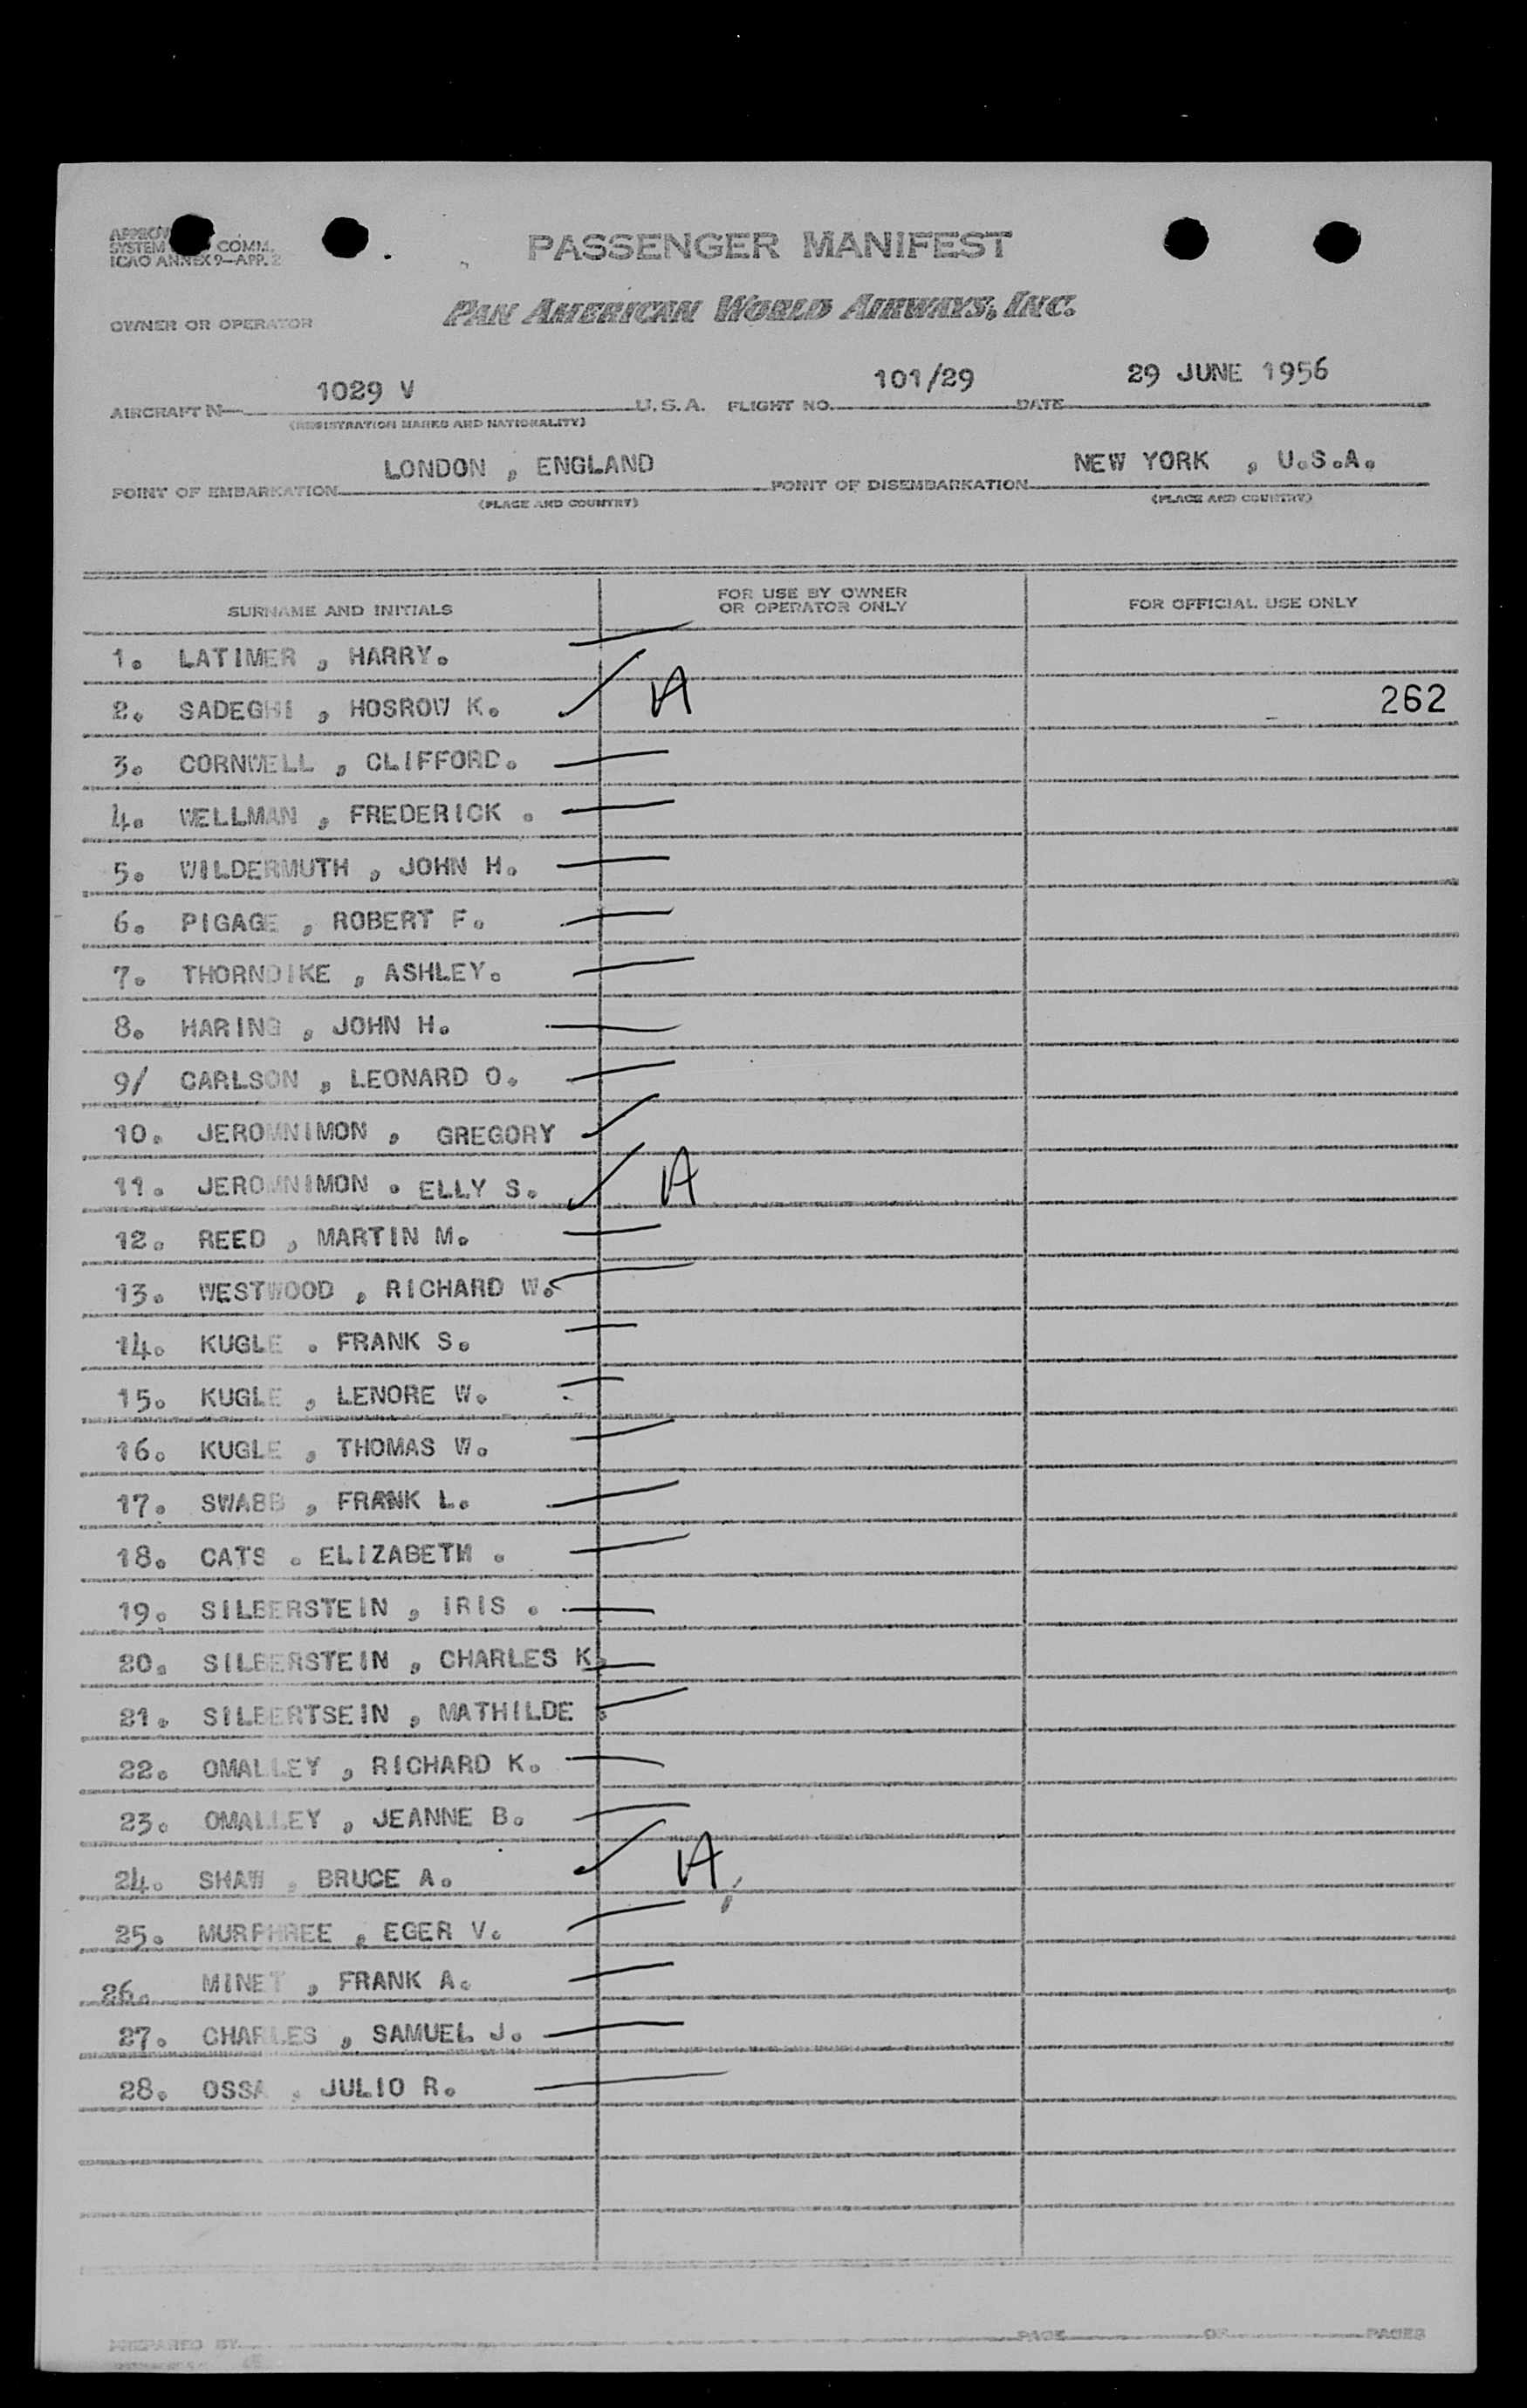 SYSTEM COMM.
ICAO ANNEX 9-APP. 2
PASSENGER MANIFEST
OWNER OR OPERATOR PAN AMERICAN WORLD AIRWAYS, INC.
AIRCRAFT N- 1029 V U.S.A. FLIGHT NO. 101/29 DATE 29 JUNE 1956
(REGISTRATION MARKS AND NATIONALITY)
POINT OF EMBARKATION LONDON , ENGLAND POINT OF DISEMBARKATION NEW YORK , U.S.A.
(PLACE AND COUNTRY) (PLACE AND COUNTRY)
SURNAME AND INITIALS FOR USE BY OWNER OR OPERATOR ONLY FOR OFFICIAL USE ONLY
1. LATIMER , HARRY.
2. SADEGHI , HOSROW K. A 262
3. CORNWELL , CLIFFORD.
4. WELLMAN , FREDERICK .
5. WILDERMUTH , JOHN H.
6. PIGAGE , ROBERT F.
7. THORNDIKE , ASHLEY.
8. HARING , JOHN H.
9/ CARLSON , LEONARD O.
10. JEROMNIMON , GREGORY
11. JEROMNIMON . ELLY S. A
12. REED , MARTIN M.
13. WESTWOOD , RICHARD W.
14. KUGLE . FRANK S.
15. KUGLE , LENORE W.
16. KUGLE , THOMAS W.
17. SWABB , FRANK L.
18. CATS . ELIZABETH .
19. SILBERSTEIN , IRIS .
20. SILBERSTEIN , CHARLES K.
21. SILBERTSEIN , MATHILDE .
22. OMALLEY , RICHARD K.
23. OMALLEY , JEANNE B.
24. SHAW , BRUCE A. A
25. MURPHREE , EGER V.
26. MINET , FRANK A.
27. CHARLES , SAMUEL J.
28. OSSA , JULIO R.
PREPARED BY PAGE OF PAGES